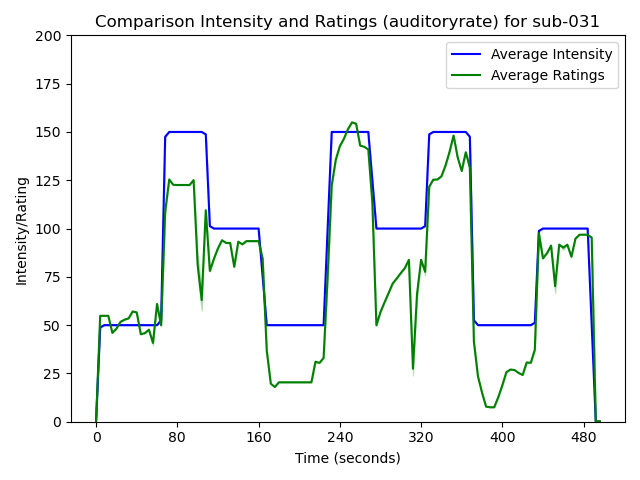 Comparison Intensity and Ratings (auditoryrate) for sub-031
200
175
150
125
100
75
50
25
0
Intensity/Rating
Average Intensity
Average Ratings
0 80 160 240 320 400 480
Time (seconds)